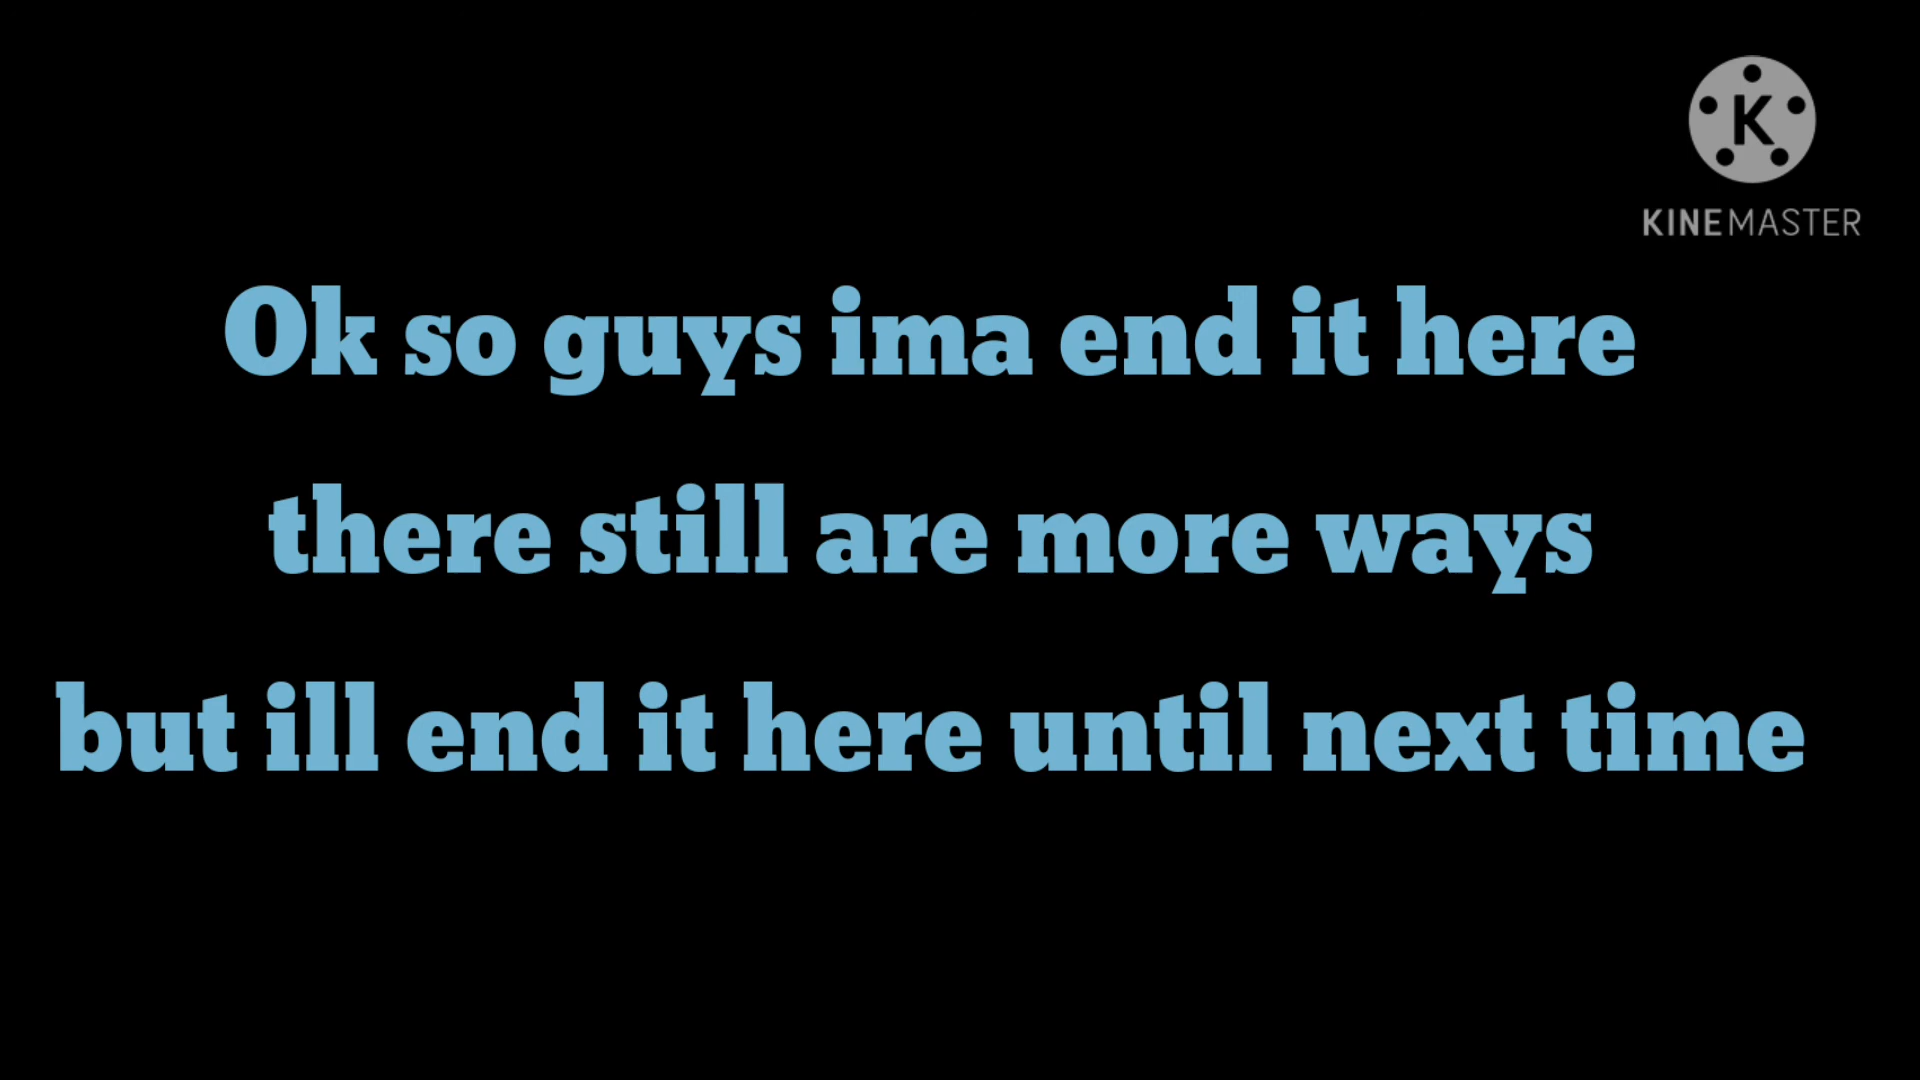 K
KINEMASTER
Ok so guys ima end it here
there still are more ways
but ill end it here until next time